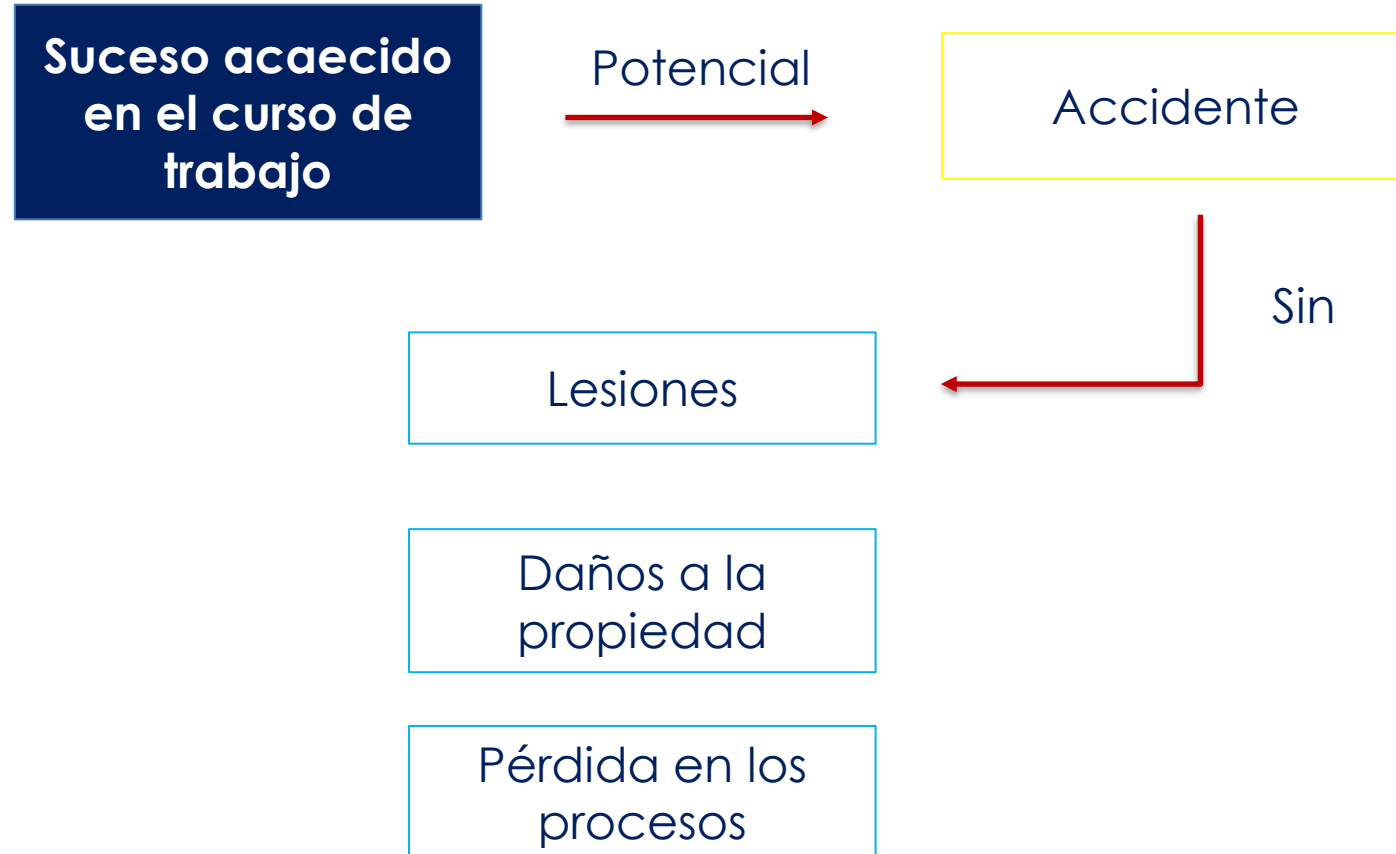 Suceso acaecido
en el curso de
trabajo
Potencial
Accidente
Sin
Lesiones
Daños a la
propiedad
Pérdida en los
procesos